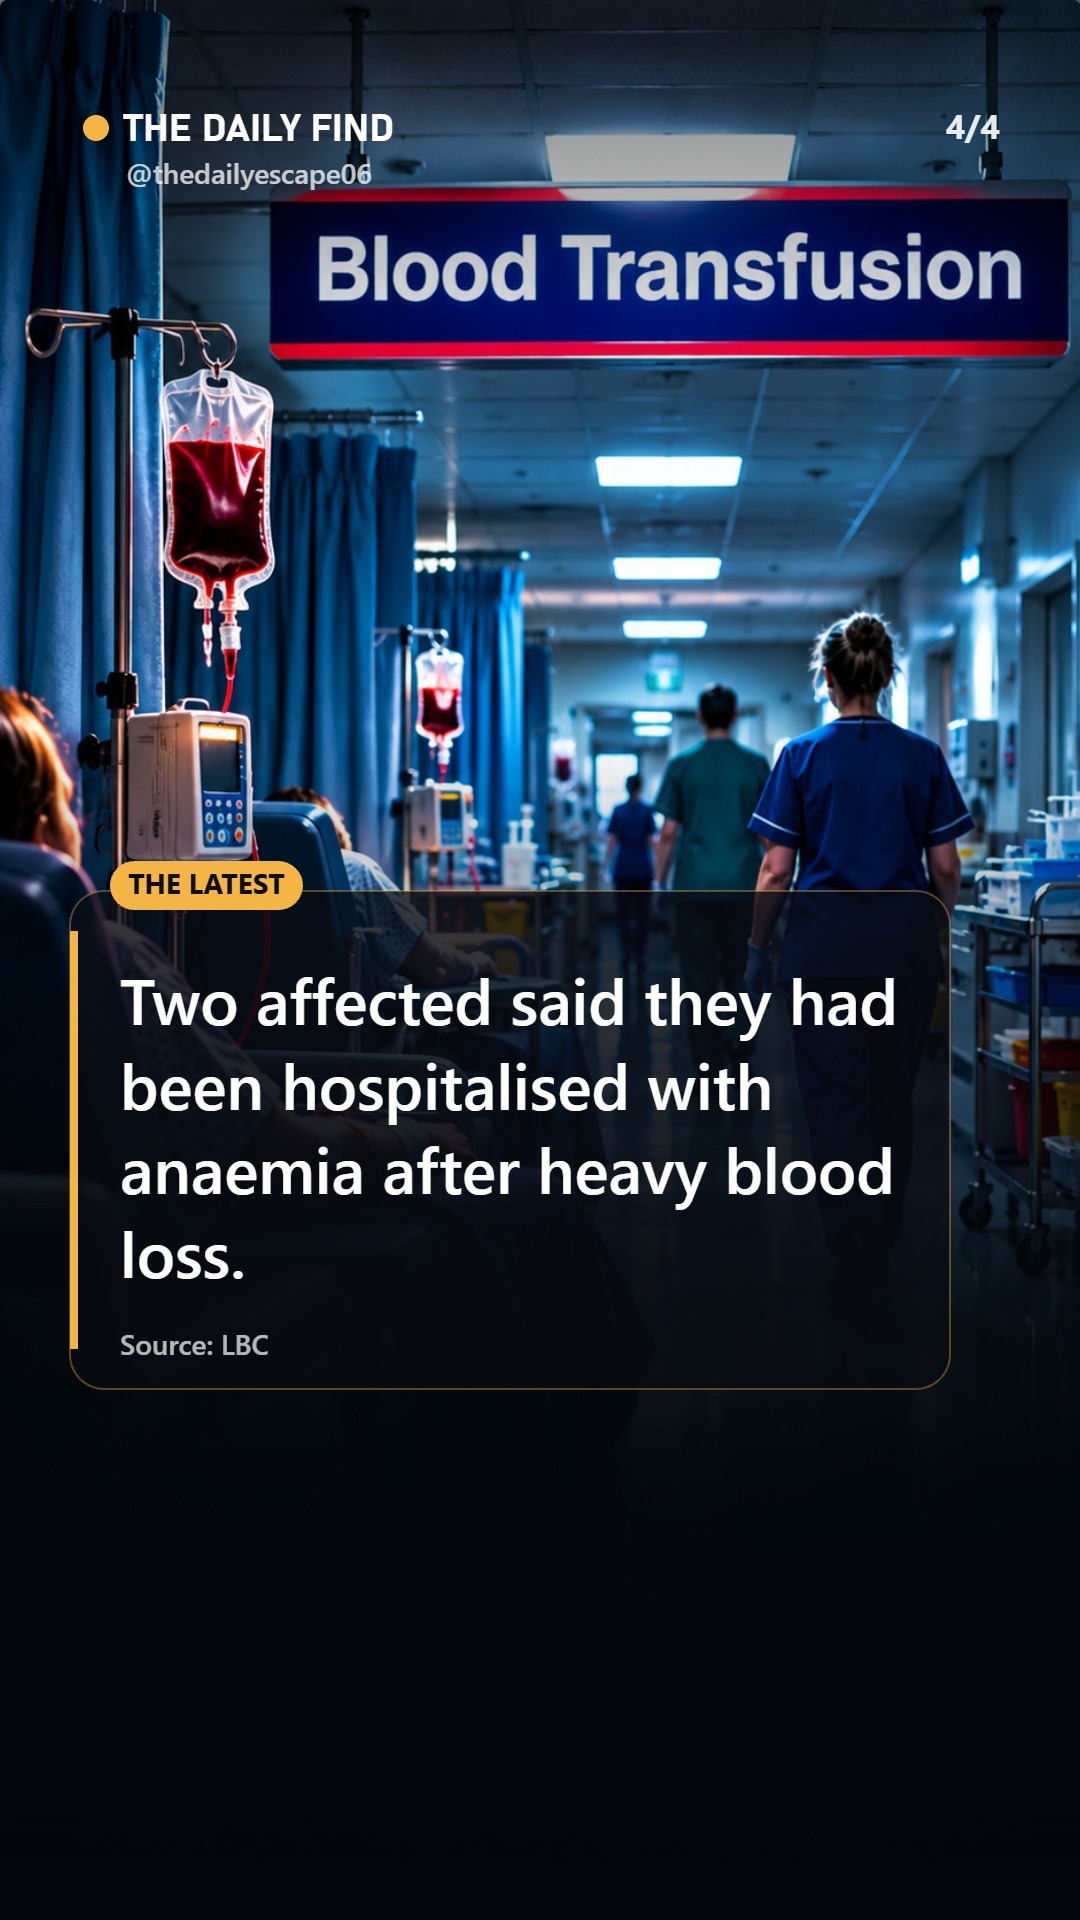 THE DAILY FIND
4/4
@thedailyescape06
Blood Transfusion
THE LATEST
Two affected said they had
been hospitalised with
anaemia after heavy blood
loss.
Source: LBC